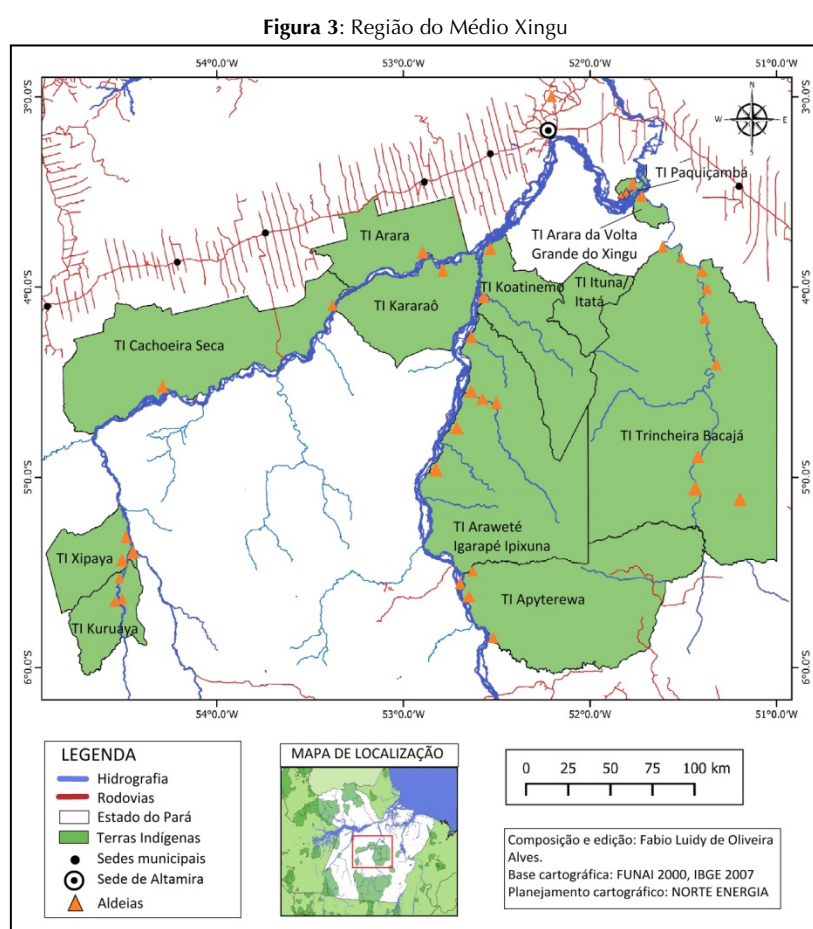 Figura 3: Região do Médio Xingu
54°0.0'W
53°0.0'W
52°0.0'W
51°0.0'W
3°0.0'S
3°0.0'S
N
W
E
S
TI Paquiçambá
TI Arara
TI Arara da Volta
Grande do Xingu
4°0.0'S
4°0.0'S
TI Koatinemo
TI Ituna/
Itatá
TI Kararaô
TI Cachoeira Seca
TI Trincheira Bacajá
5°0.0'S
5°0.0'S
TI Araweté
Igarapé Ipixuna
TI Xipaya
TI Apyterewa
TI Kuruaya
6°0.0'S
6°0.0'S
54°0.0'W
53°0.0'W
52°0.0'W
51°0.0'W
LEGENDA
Hidrografia
Rodovias
Estado do Pará
Terras Indígenas
Sedes municipais
Sede de Altamira
Aldeias
MAPA DE LOCALIZAÇÃO
0 25 50 75 100 km
Composição e edição: Fabio Luidy de Oliveira
Alves.
Base cartográfica: FUNAI 2000, IBGE 2007
Planejamento cartográfico: NORTE ENERGIA